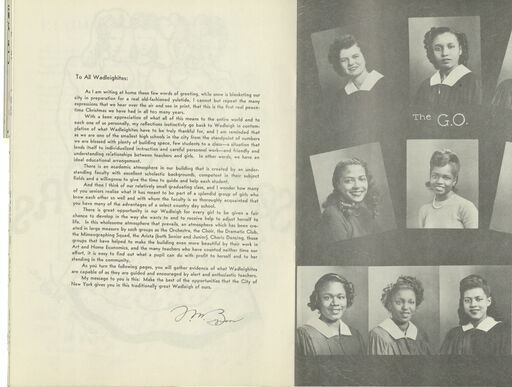 To All Wadleighites:
As I am writing at home these few words of greeting, while snow is blanketing our
city in preparation for a real old-fashioned yuletide, I cannot but repeat the many
expressions that we hear over the air and see in print, that this is the first real peace-
time Christmas we have had in all too many years.
With a keen appreciation of what all of this means to the entire world and to
each one of us personally, my reflections instinctively go back to Wadleigh in contem-
plation of what Wadleighites have to be truly thankful for, and I am reminded that
as we are one of the smallest high schools in the city from the standpoint of numbers
we are blessed with plenty of building space, few students to a class—a situation that
lends itself to individualized instruction and careful personal work—and friendly and
understanding relationships between teachers and girls. In other words, we have an
ideal educational arrangement.
There is an academic atmosphere in our building that is created by an under-
standing faculty with excellent scholastic backgrounds, competent in their subject
fields and a willingness to give the time to guide and help each student.
And then I think of our relatively small graduating class, and I wonder how many
of you seniors realize what it has meant to be part of a splendid group of girls who
know each other so well and with whom the faculty is so thoroughly acquainted that
you have many of the advantages of a select country day school.
There is great opportunity in our Wadleigh for every girl to be given a fair
chance to develop in the way she wants to and to receive help to adjust herself to
life. In this wholesome atmosphere that prevails, an atmosphere which has been cre-
ated in large measure by such groups as the Orchestra, the Choir, the Dramatic Club,
the Mimeographing Squad, the Arista (both Senior and Junior), Choric Dancing, those
groups that have helped to make the building even more beautiful by their work in
Art and Home Economics, and the many teachers who have counted neither time nor
effort, it is easy to find out what a pupil can do with profit to herself and to her
standing in the community.
As you turn the following pages, you will gather evidence of what Wadleighites
are capable of as they are guided and encouraged by alert and enthusiastic teachers.
My message to you is this: Make the best of the opportunities that the City of
New York gives you in this traditionally great Wadleigh of ours.
The G.O.